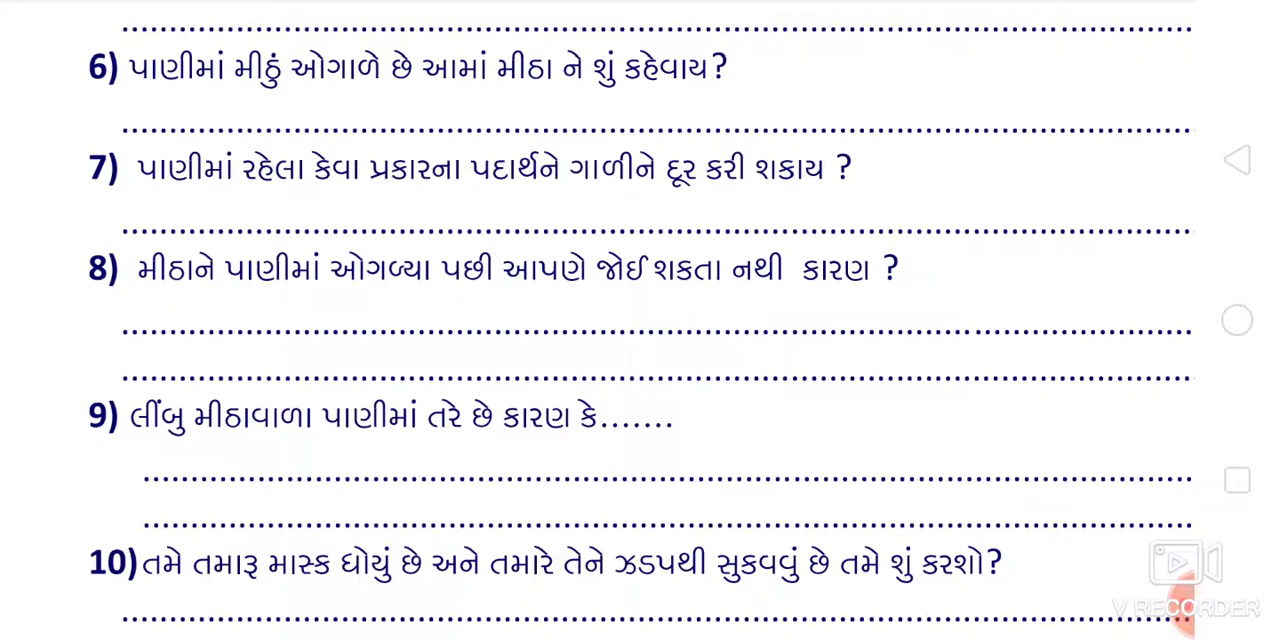 6) પાણીમાં મીઠું ઓગાળે છે આમાં મીઠા ને શું કહેવાય?
7) પાણીમાં રહેલા કેવા પ્રકારના પદાર્થને ગાળીને દૂર કરી શકાય ?
8) મીઠાને પાણીમાં ઓગળ્યા પછી આપણે જોઈ શકતા નથી કારણ ?
9) લીંબુ મીઠાવાળા પાણીમાં તરે છે કારણ કે.......
10) તમે તમારૂ માસ્ક ધોયું છે અને તમારે તેને ઝડપથી સુકવવું છે તમે શું કરશો?
V RECORDER